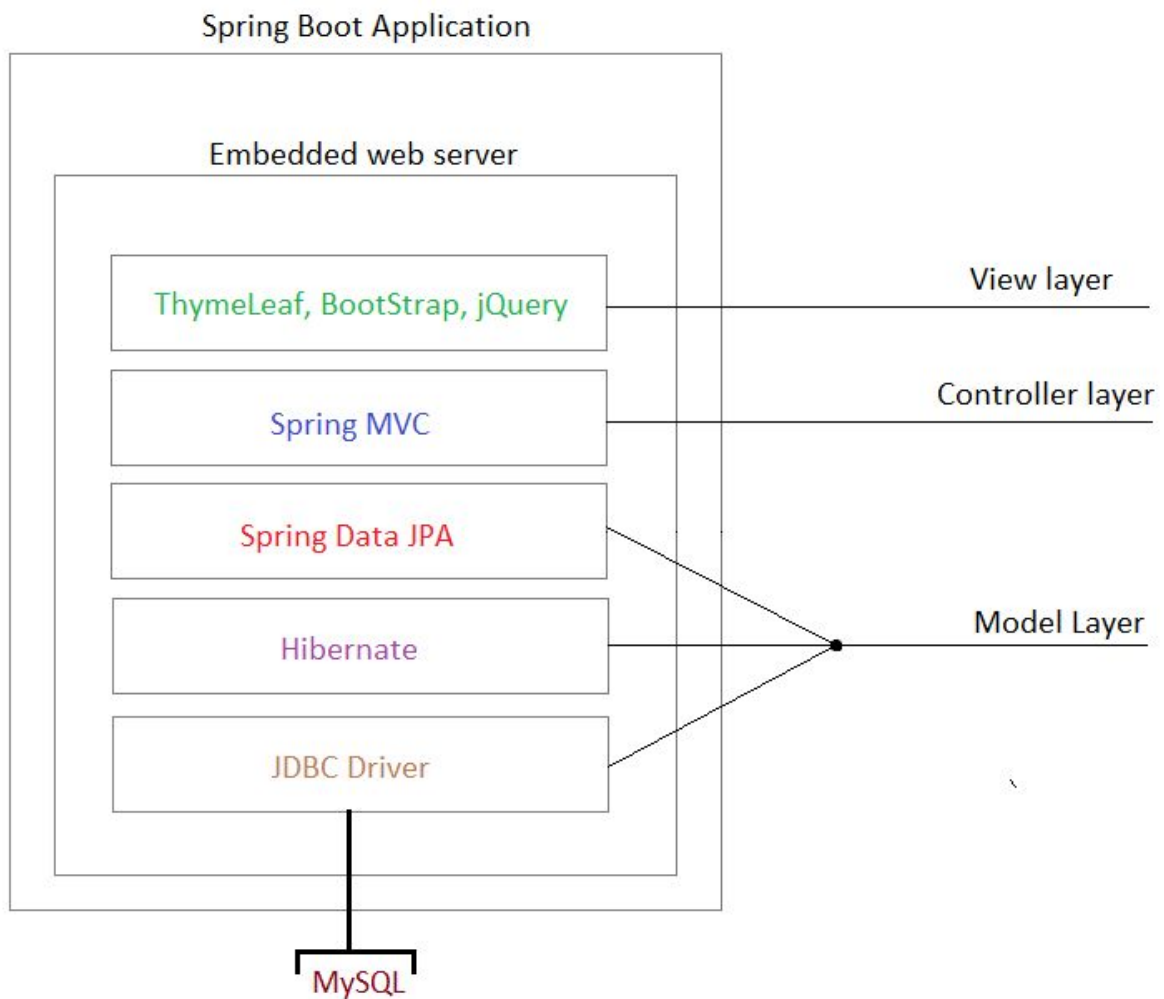 Spring Boot Application
Embedded web server
ThymeLeaf, BootStrap, jQuery
View layer
Spring MVC
Controller layer
Spring Data JPA
Hibernate
Model Layer
JDBC Driver
MySQL